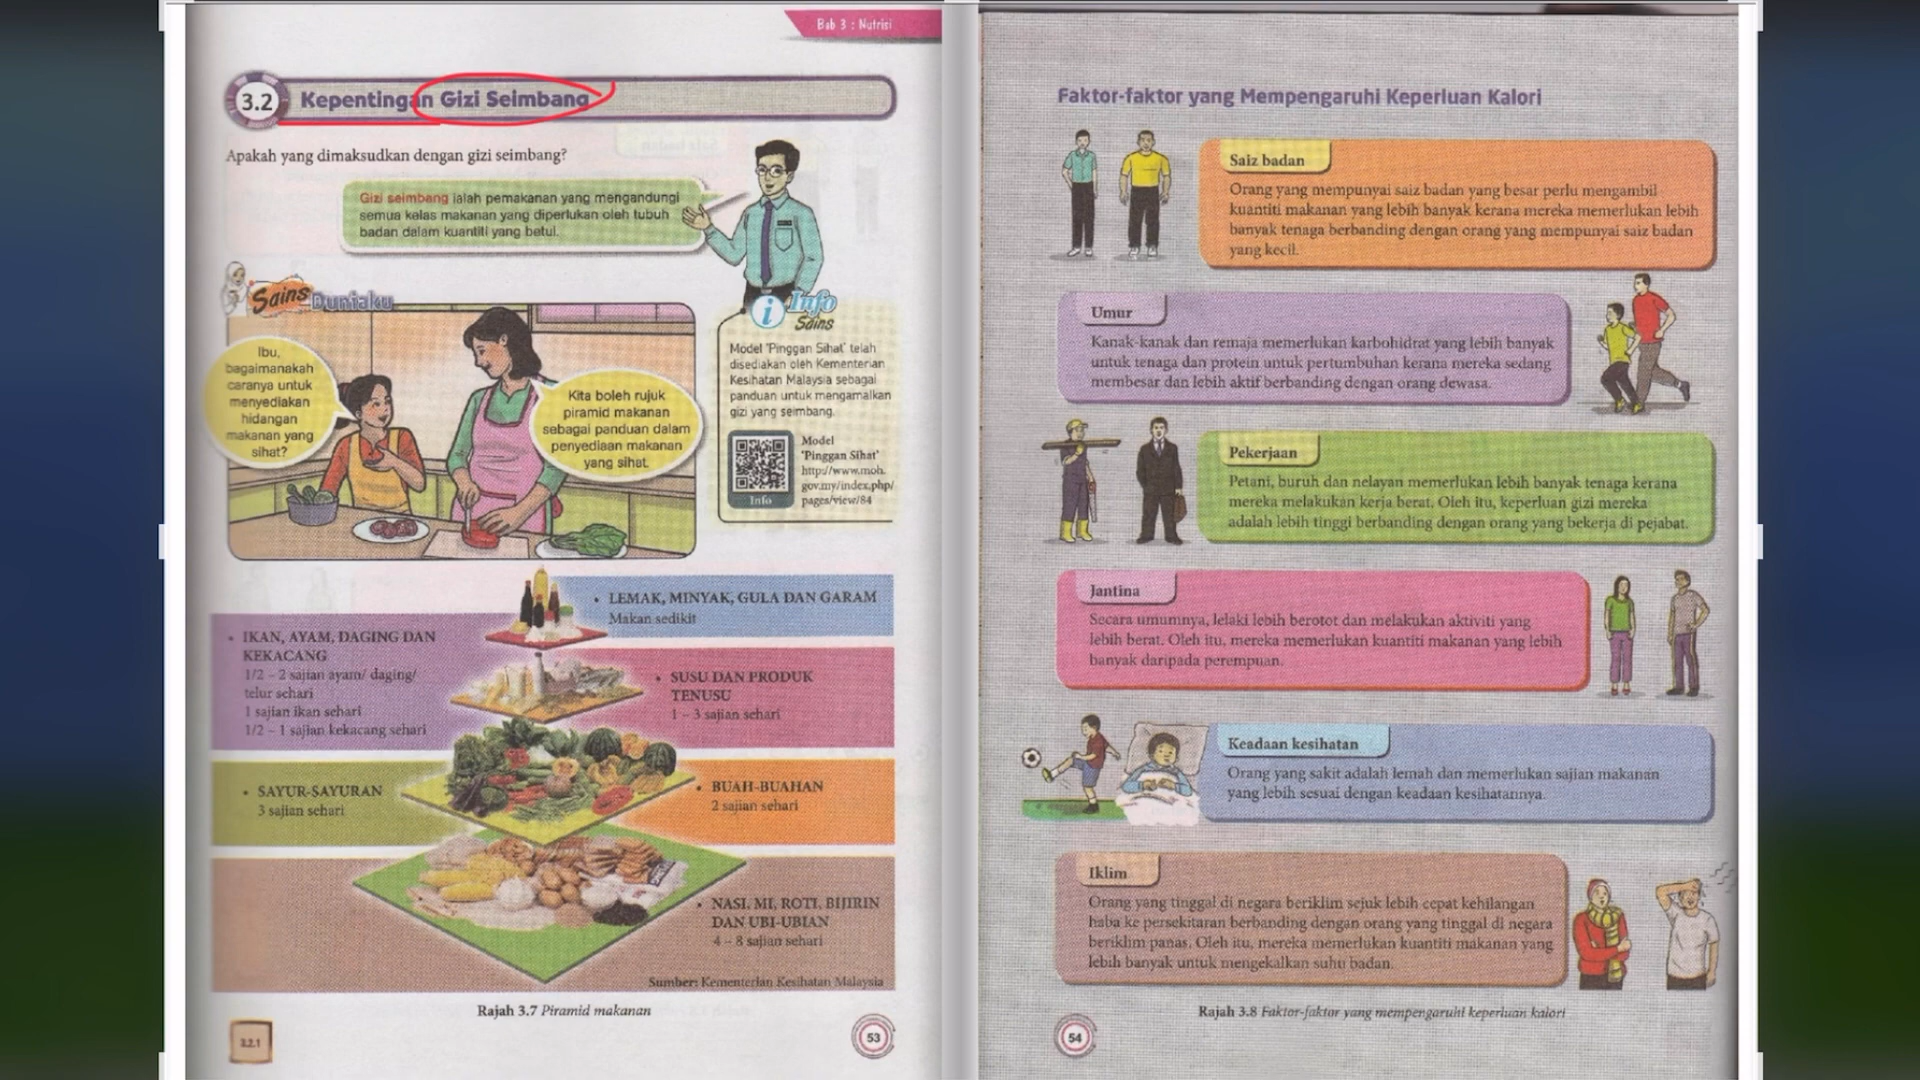 Bab 3 : Nutrisi
3.2
Kepentingan Gizi Seimbang
Apakah yang dimaksudkan dengan gizi seimbang?
Gizi seimbang ialah pemakanan yang mengandungi
semua kelas makanan yang diperlukan oleh tubuh
badan dalam kuantiti yang betul.
Sains Duniaku
Ibu,
bagaimanakah
caranya untuk
menyediakan
hidangan
makanan yang
sihat?
Kita boleh rujuk
piramid makanan
sebagai panduan dalam
penyediaan makanan
yang sihat.
i Info
Sains
Model 'Pinggan Sihat' telah
disediakan oleh Kementerian
Kesihatan Malaysia sebagai
panduan untuk mengamalkan
gizi yang seimbang.
Info
Model
'Pinggan Sihat'
http://www.moh.
gov.my/index.php/
pages/view/84
• LEMAK, MINYAK, GULA DAN GARAM
Makan sedikit
• IKAN, AYAM, DAGING DAN
KEKACANG
1/2 – 2 sajian ayam/ daging/
telur sehari
1 sajian ikan sehari
1/2 – 1 sajian kekacang sehari
• SUSU DAN PRODUK
TENUSU
1 – 3 sajian sehari
• SAYUR-SAYURAN
3 sajian sehari
• BUAH-BUAHAN
2 sajian sehari
• NASI, MI, ROTI, BIJIRIN
DAN UBI-UBIAN
4 – 8 sajian sehari
Sumber: Kementerian Kesihatan Malaysia
Rajah 3.7 Piramid makanan
3.2.1
53
Faktor-faktor yang Mempengaruhi Keperluan Kalori
Saiz badan
Orang yang mempunyai saiz badan yang besar perlu mengambil
kuantiti makanan yang lebih banyak kerana mereka memerlukan lebih
banyak tenaga berbanding dengan orang yang mempunyai saiz badan
yang kecil.
Umur
Kanak-kanak dan remaja memerlukan karbohidrat yang lebih banyak
untuk tenaga dan protein untuk pertumbuhan kerana mereka sedang
membesar dan lebih aktif berbanding dengan orang dewasa.
Pekerjaan
Petani, buruh dan nelayan memerlukan lebih banyak tenaga kerana
mereka melakukan kerja berat. Oleh itu, keperluan gizi mereka
adalah lebih tinggi berbanding dengan orang yang bekerja di pejabat.
Jantina
Secara umumnya, lelaki lebih berotot dan melakukan aktiviti yang
lebih berat. Oleh itu, mereka memerlukan kuantiti makanan yang lebih
banyak daripada perempuan.
Keadaan kesihatan
Orang yang sakit adalah lemah dan memerlukan sajian makanan
yang lebih sesuai dengan keadaan kesihatannya.
Iklim
Orang yang tinggal di negara beriklim sejuk lebih cepat kehilangan
haba ke persekitaran berbanding dengan orang yang tinggal di negara
beriklim panas. Oleh itu, mereka memerlukan kuantiti makanan yang
lebih banyak untuk mengekalkan suhu badan.
Rajah 3.8 Faktor-faktor yang mempengaruhi keperluan kalori
54